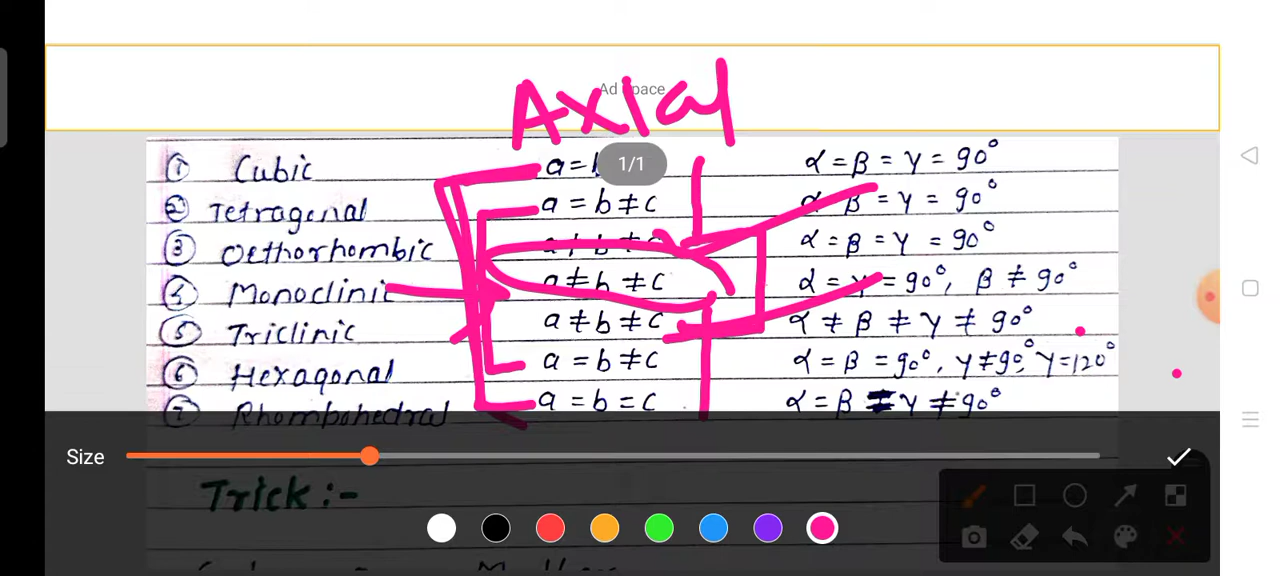 Ad Space
Axial
1/1
① Cubic a = α = β = γ = 90°
② Tetragonal a = b ≠ c α β = γ = 90°
③ Oethorhombic α = β = γ = 90°
④ Monoclinic a ≠ b ≠ c α = γ = 90°, β ≠ 90°
⑤ Triclinic a ≠ b ≠ c α ≠ β ≠ γ ≠ 90°
⑥ Hexagonal a = b ≠ c α = β = 90°, γ ≠ 90° γ = 120°
⑦ Rhombohedral a = b = c α = β = γ ≠ 90°
Size
Trick :-